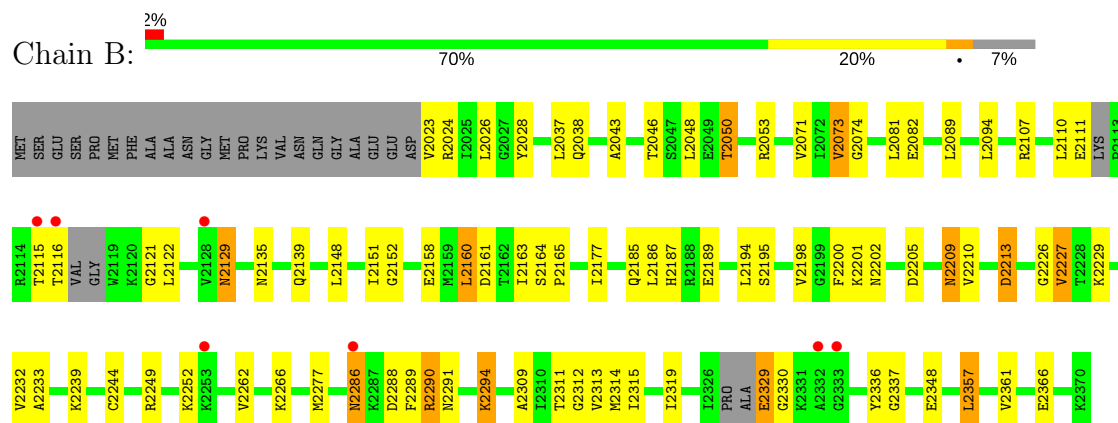 2%
Chain B:
70% 20% • 7%
MET SER GLU SER PRO MET PHE ALA ALA ASN GLY MET PRO LYS VAL ASN GLN GLY ALA GLU GLU ASP V2023 R2024 I2025 L2026 G2027 Y2028 L2037 Q2038 A2043 T2046 S2047 L2048 E2049 T2050 R2053 V2071 I2072 V2073 G2074 L2081 E2082 L2089 L2094 R2107 L2110 E2111 LYS R2113
R2114 T2115 T2116 VAL GLY W2119 K2120 G2121 L2122 V2128 N2129 N2135 Q2139 L2148 I2151 G2152 E2158 M2159 L2160 D2161 T2162 I2163 S2164 P2165 I2177 Q2185 L2186 H2187 R2188 E2189 L2194 S2195 V2198 G2199 F2200 K2201 N2202 D2205 N2209 V2210 D2213 G2226 V2227 T2228 K2229
V2232 A2233 K2239 C2244 R2249 K2252 K2253 V2262 K2266 M2277 N2286 K2287 D2288 F2289 R2290 N2291 K2294 A2309 I2310 T2311 G2312 V2313 M2314 I2315 I2319 I2326 PRO ALA E2329 G2330 K2331 A2332 G2333 Y2336 G2337 E2348 L2357 V2361 E2366 K2370